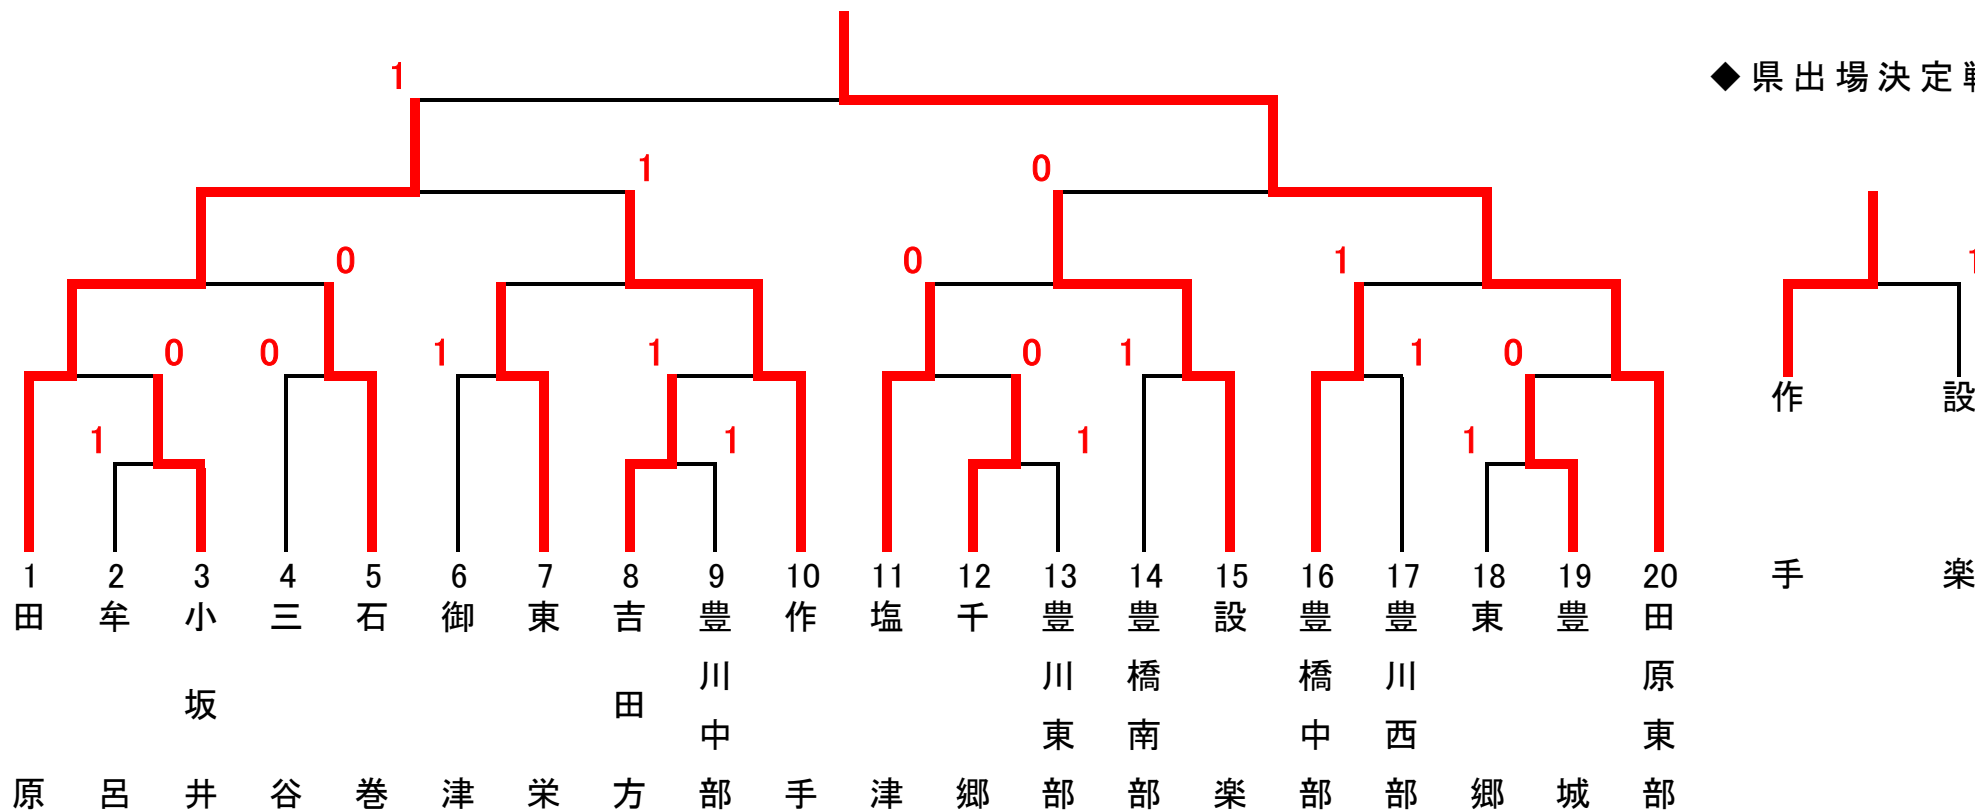 1
◆県出場決定戦
1
0
0
0
1
1
0
0
1
1
0
1
1
0
1
1
1
1
作手
設楽
1 田原
2 牟呂
3 小坂井
4 三谷
5 石巻
6 御津
7 東栄
8 吉田方
9 豊川中部
10 作手
11 塩津
12 千郷
13 豊川東部
14 豊橋南部
15 設楽
16 豊橋中部
17 豊川西部
18 東郷
19 豊城
20 田原東部